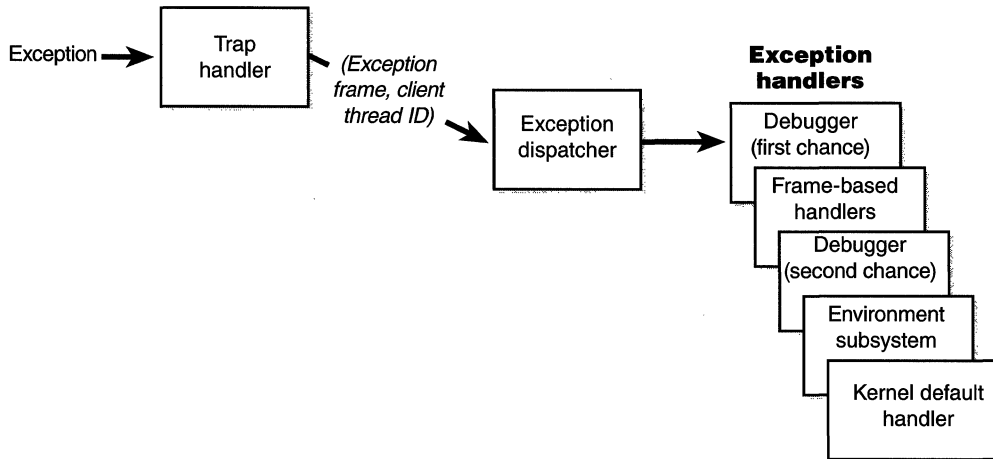 Exception
Trap
handler
(Exception
frame, client
thread ID)
Exception
dispatcher
Exception
handlers
Debugger
(first chance)
Frame-based
handlers
Debugger
(second chance)
Environment
subsystem
Kernel default
handler